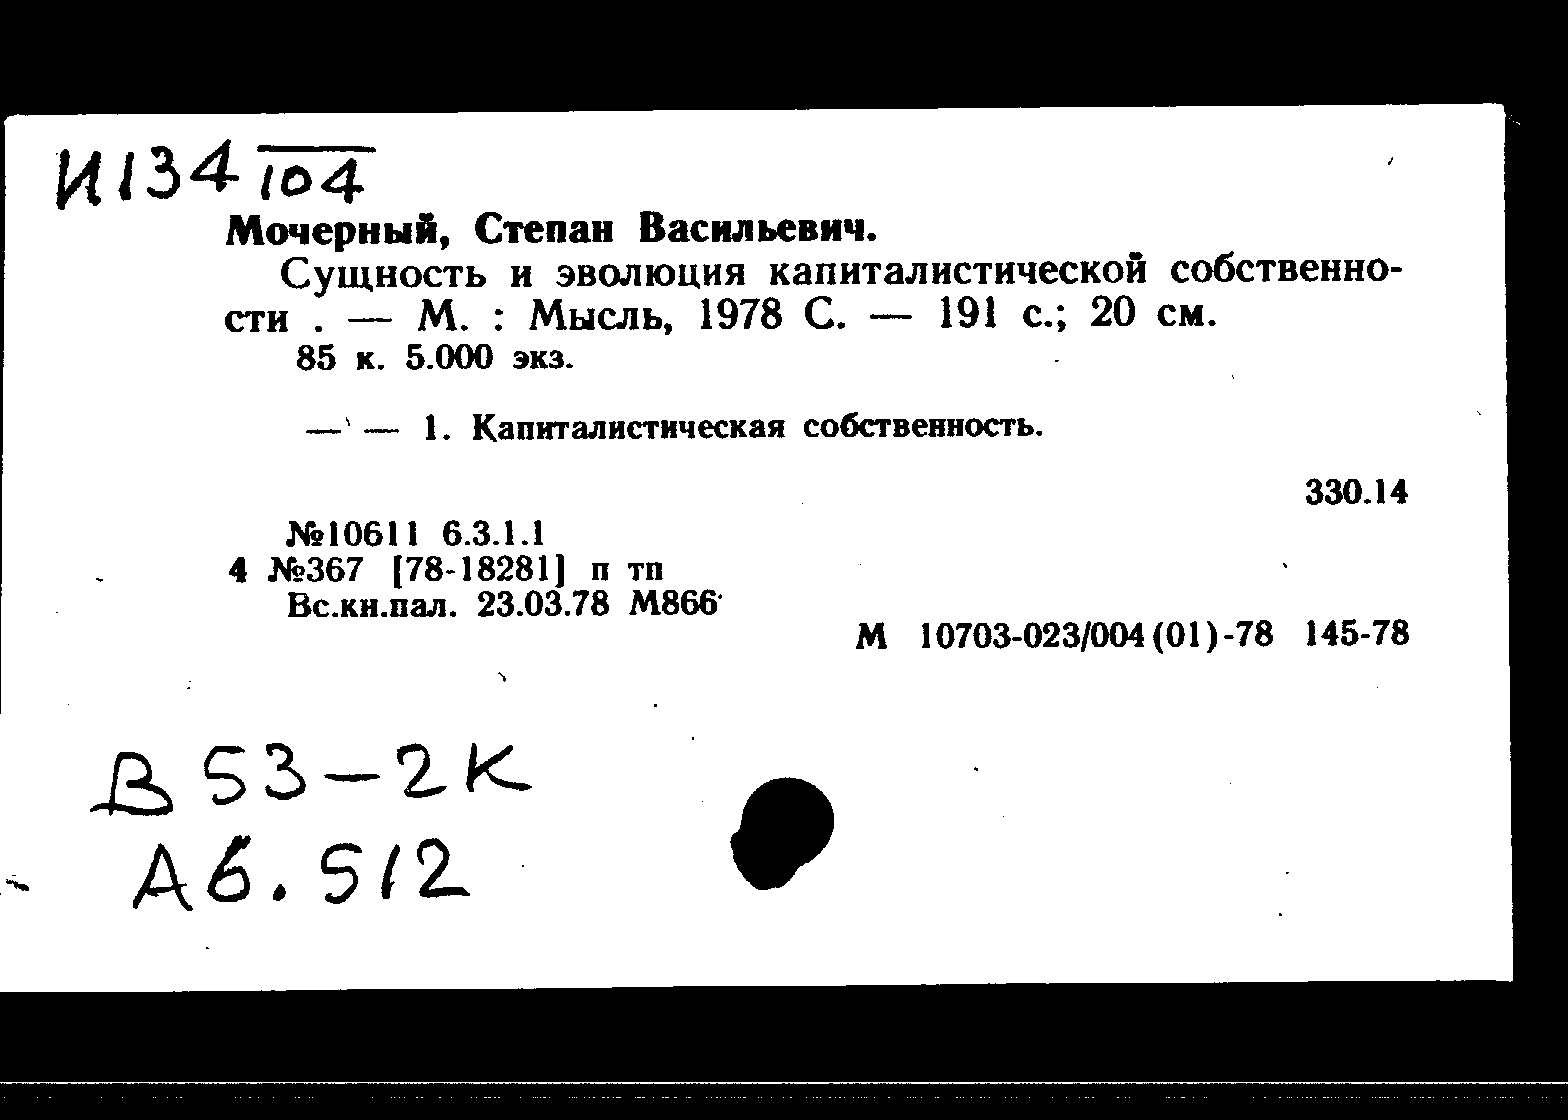 И134 104
Мочерный, Степан Васильевич.
Сущность и эволюция капиталистической собственно-
сти . — М. : Мысль, 1978 С. — 191 с.; 20 см.
85 к. 5.000 экз.
— — 1. Капиталистическая собственность.
330.14
№10611 6.3.1.1
4 №367 [78-18281] п тп
Вс.кн.пал. 23.03.78 М866
М 10703-023/004(01)-78 145-78
В 53-2К
Аб. 512